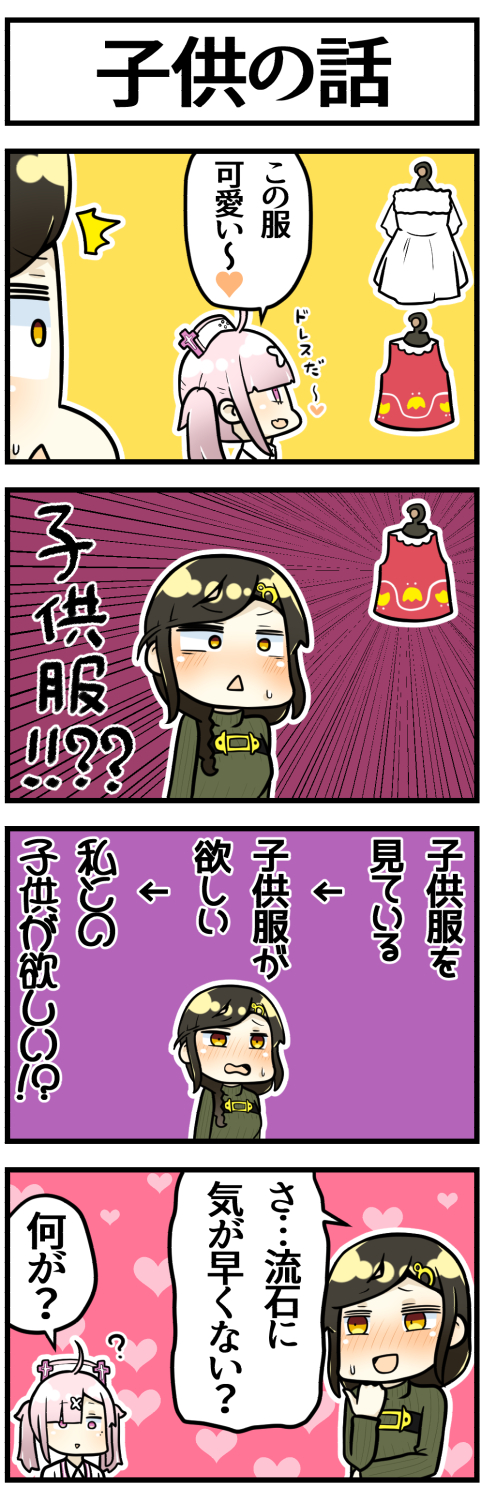 子供の話
この服
可愛い～
ドレスだ～
子供服!!??
子供服を
見ている
←
子供服が
欲しい
←
私との
子供が欲しい!?
さ…流石に
気が早くない？
何が？
?